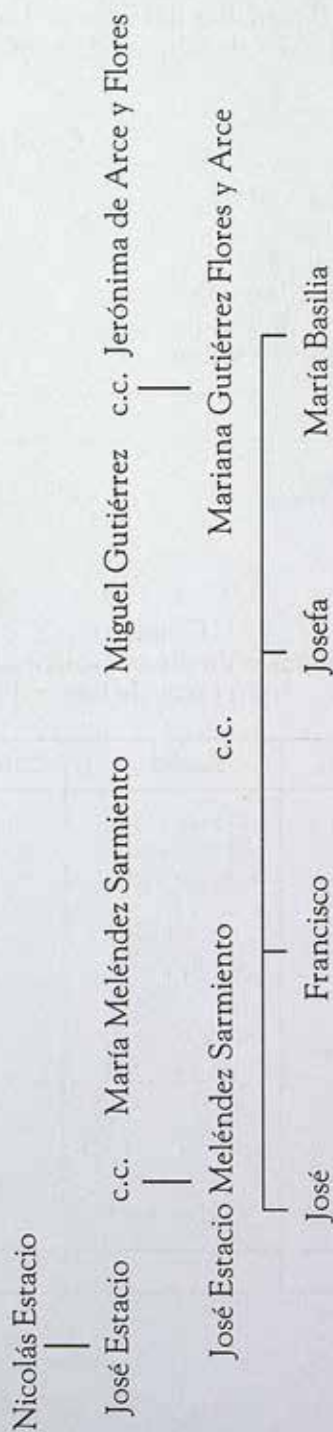 Nicolás Estacio
José Estacio c.c. María Meléndez Sarmiento Miguel Gutiérrez c.c. Jerónima de Arce y Flores
José Estacio Meléndez Sarmiento c.c. Mariana Gutiérrez Flores y Arce
José Francisco Josefa María Basilia